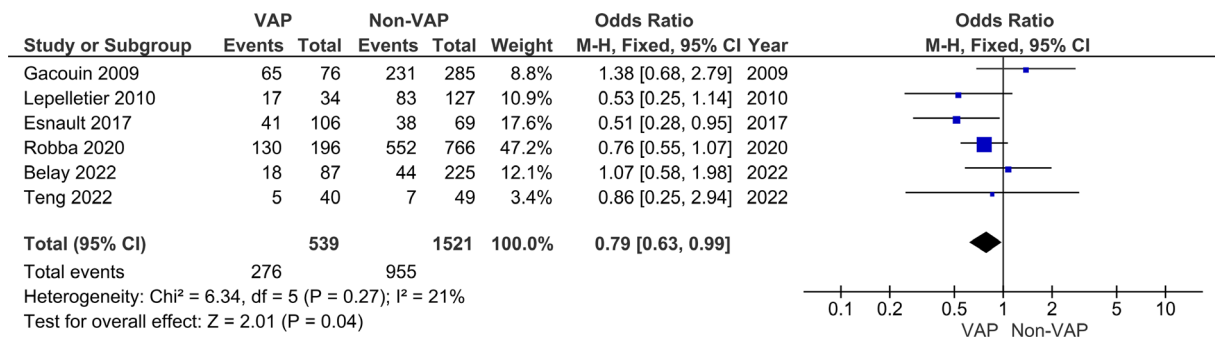 VAP Non-VAP Odds Ratio Odds Ratio
Study or Subgroup Events Total Events Total Weight M-H, Fixed, 95% CI Year M-H, Fixed, 95% CI
Gacouin 2009 65 76 231 285 8.8% 1.38 [0.68, 2.79] 2009
Lepelletier 2010 17 34 83 127 10.9% 0.53 [0.25, 1.14] 2010
Esnault 2017 41 106 38 69 17.6% 0.51 [0.28, 0.95] 2017
Robba 2020 130 196 552 766 47.2% 0.76 [0.55, 1.07] 2020
Belay 2022 18 87 44 225 12.1% 1.07 [0.58, 1.98] 2022
Teng 2022 5 40 7 49 3.4% 0.86 [0.25, 2.94] 2022
Total (95% CI) 539 1521 100.0% 0.79 [0.63, 0.99]
Total events 276 955
Heterogeneity: Chi² = 6.34, df = 5 (P = 0.27); I² = 21%
Test for overall effect: Z = 2.01 (P = 0.04)
0.1 0.2 0.5 1 2 5 10
VAP Non-VAP